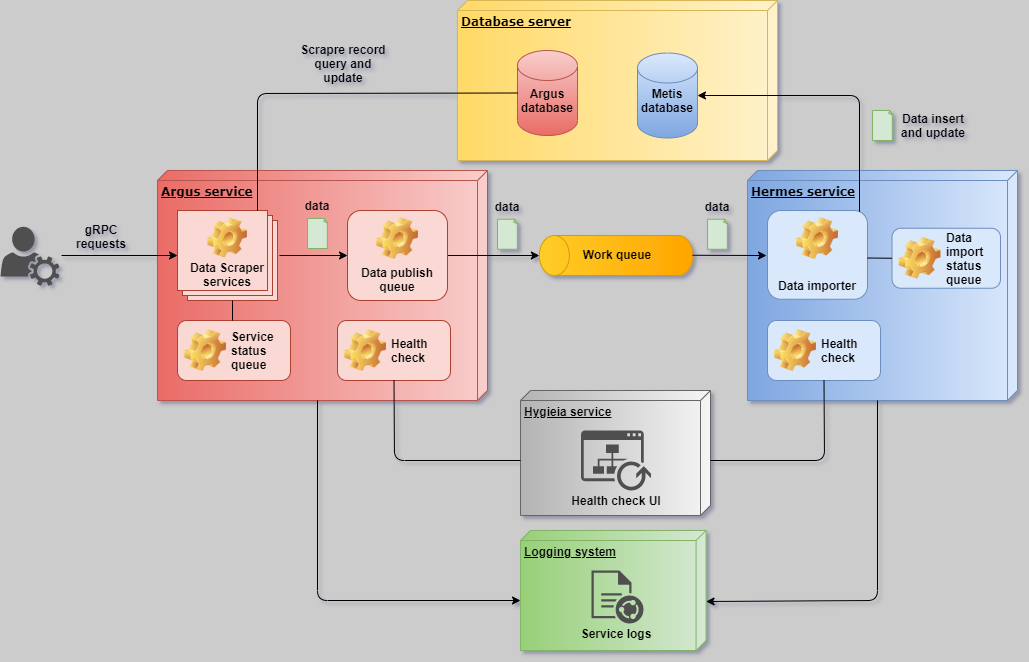 Database server
Scrapre record
query and
update
Argus
database
Metis
database
Data insert
and update
Argus service
gRPC
requests
Data Scraper
services
data
Data publish
queue
Service
status
queue
Health
check
data
Work queue
data
Hermes service
Data importer
Data
import
status
queue
Health
check
Hygieia service
Health check UI
Logging system
Service logs